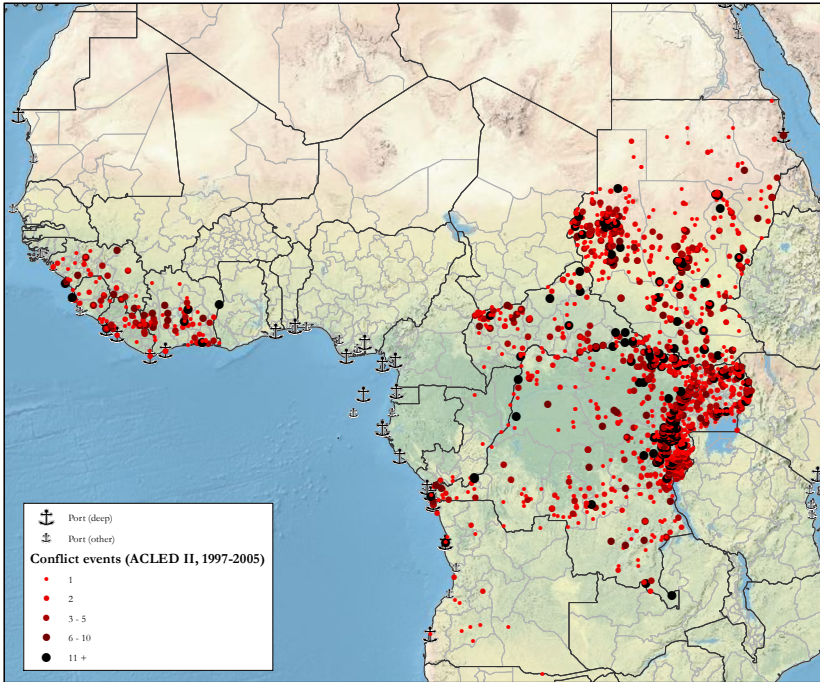 Port (deep)
Port (other)
Conflict events (ACLED II, 1997-2005)
1
2
3 - 5
6 - 10
11 +